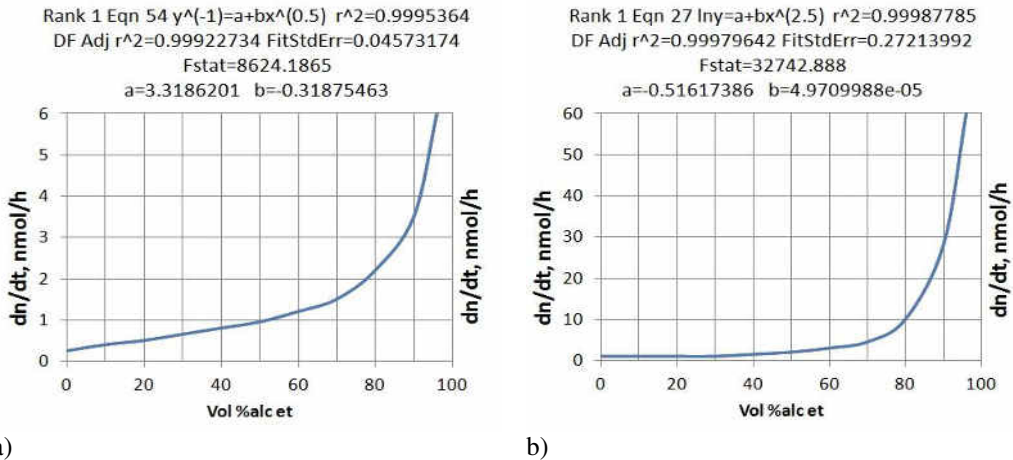 Rank 1 Eqn 54 y^(-1)=a+bx^(0.5) r^2=0.9995364
DF Adj r^2=0.99922734 FitStdErr=0.04573174
Fstat=8624.1865
a=3.3186201 b=-0.31875463
6
5
4
3
2
1
0
dn/dt, nmol/h
dn/dt, nmol/h
0 20 40 60 80 100
Vol %alc et
a)
Rank 1 Eqn 27 lny=a+bx^(2.5) r^2=0.99987785
DF Adj r^2=0.99979642 FitStdErr=0.27213992
Fstat=32742.888
a=-0.51617386 b=4.9709988e-05
60
50
40
30
20
10
0
dn/dt, nmol/h
dn/dt, nmol/h
0 20 40 60 80 100
Vol %alc et
b)